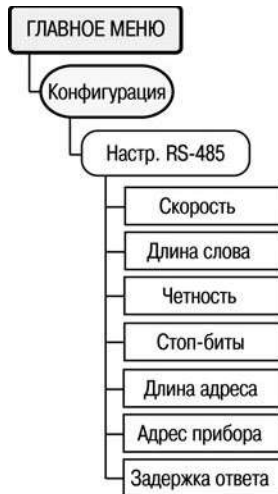 ГЛАВНОЕ МЕНЮ
Конфигурация
Настр. RS-485
Скорость
Длина слова
Четность
Стоп-биты
Длина адреса
Адрес прибора
Задержка ответа